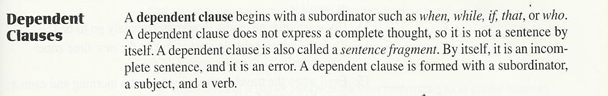 Dependent
Clauses
A dependent clause begins with a subordinator such as when, while, if, that, or who.
A dependent clause does not express a complete thought, so it is not a sentence by
itself. A dependent clause is also called a sentence fragment. By itself, it is an incom-
plete sentence, and it is an error. A dependent clause is formed with a subordinator,
a subject, and a verb.